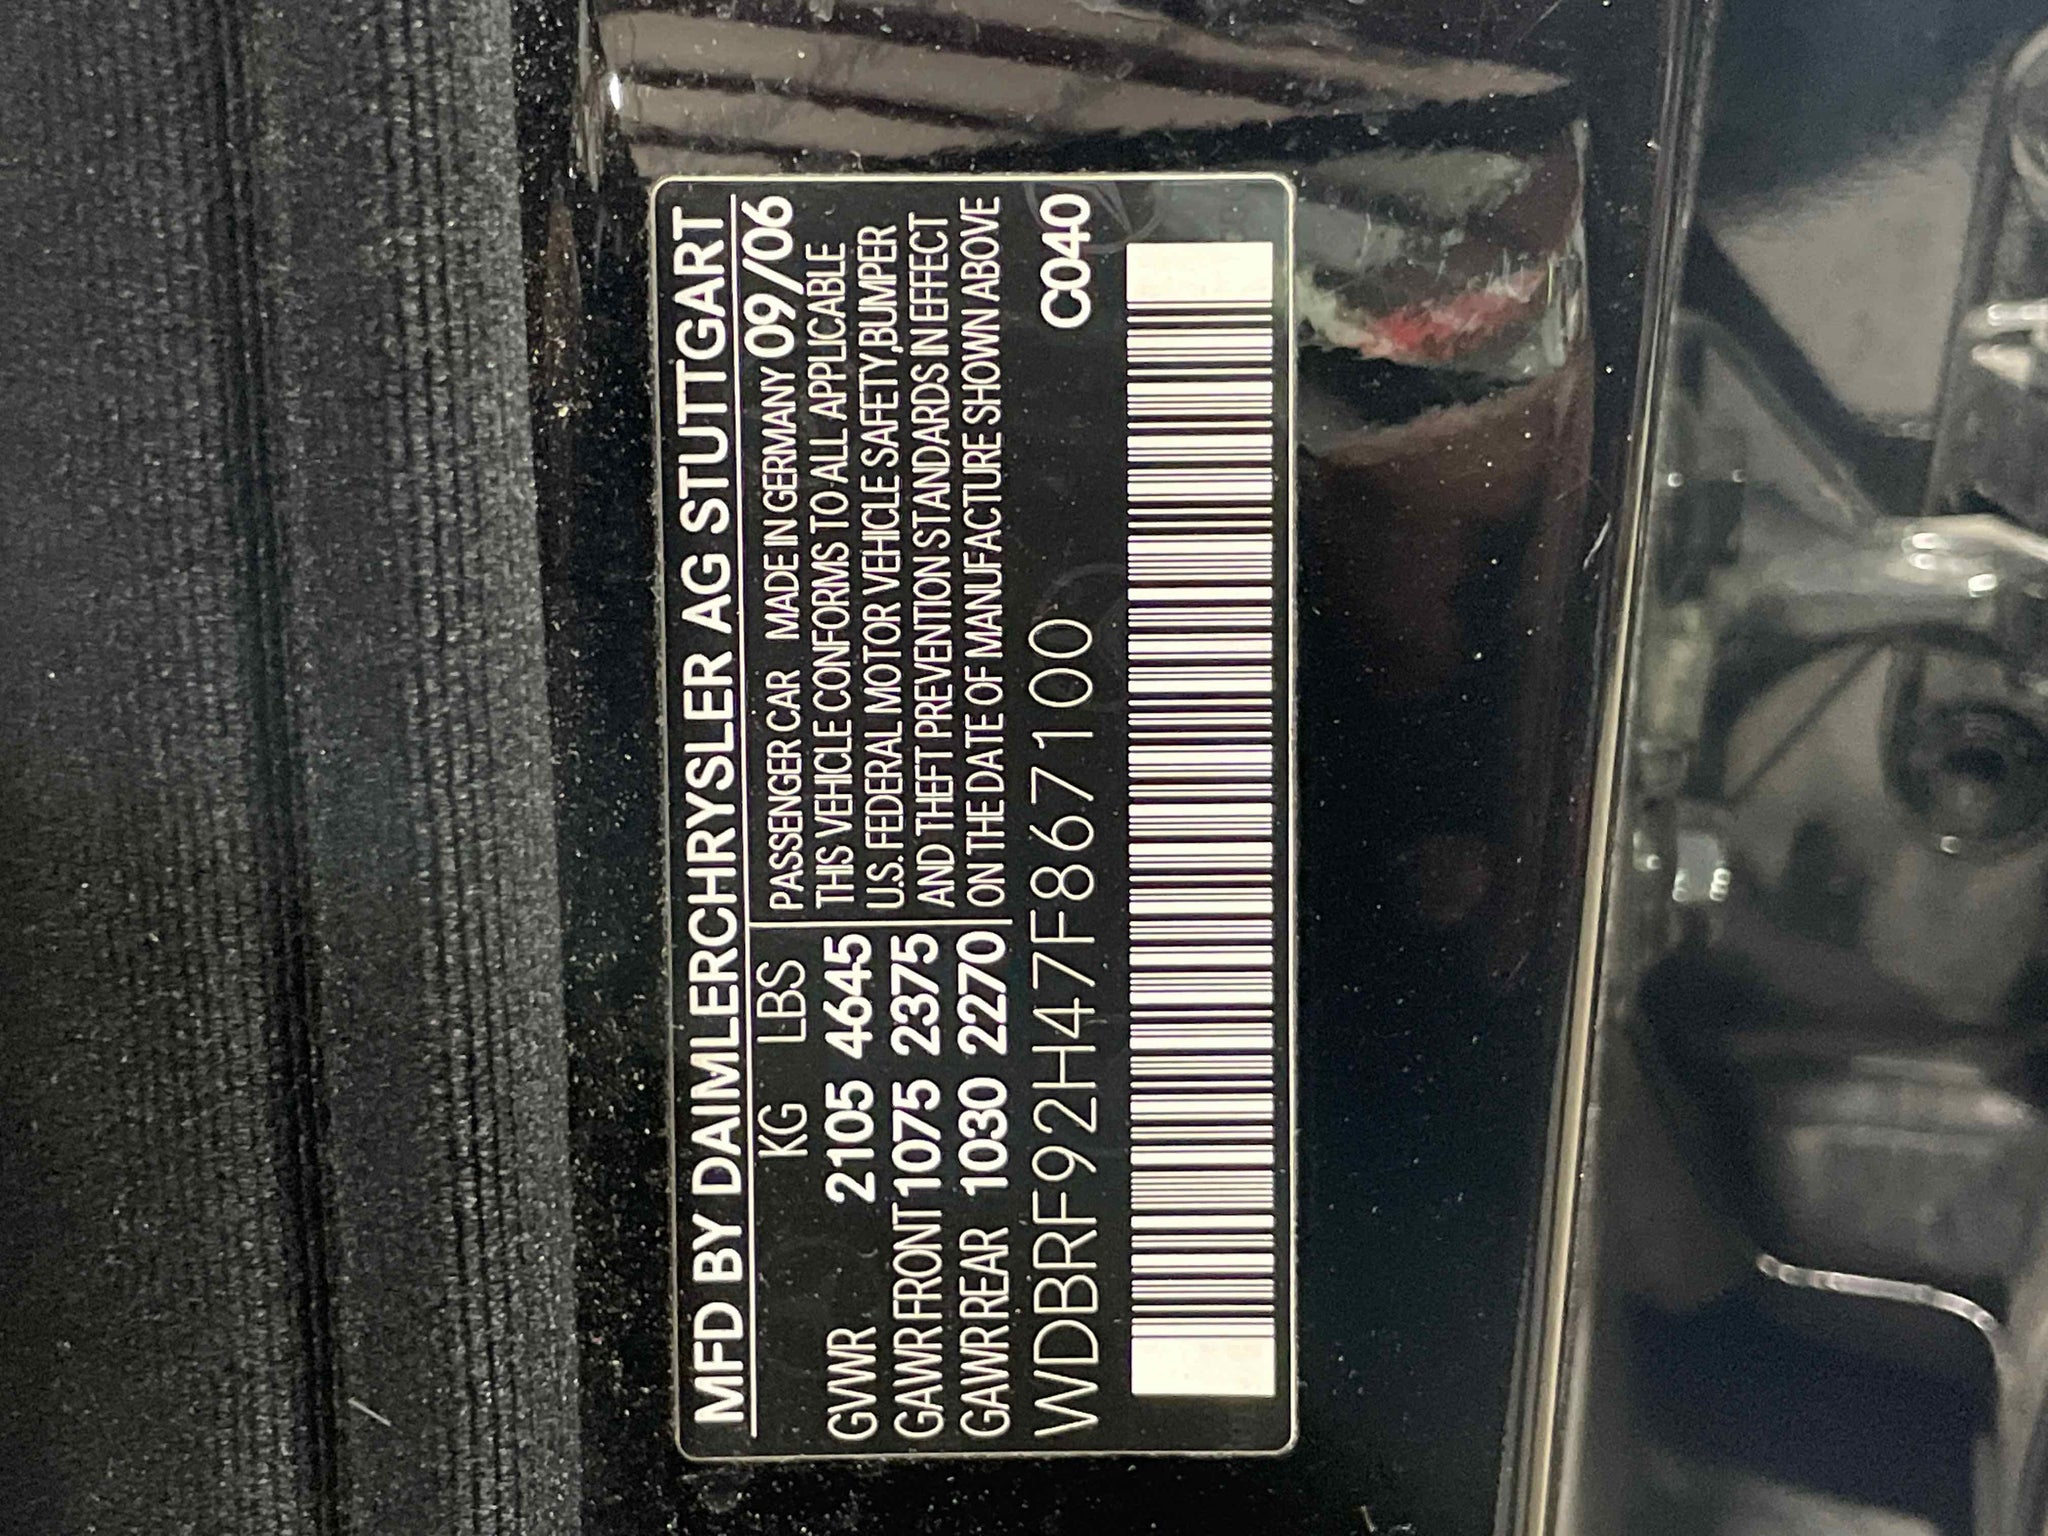 MFD BY DAIMLERCHRYSLER AG STUTTGART
KG LBS
GVWR 2105 4645
GAWR FRONT 1075 2375
GAWR REAR 1030 2270
PASSENGER CAR MADE IN GERMANY 09/06
THIS VEHICLE CONFORMS TO ALL APPLICABLE
U.S. FEDERAL MOTOR VEHICLE SAFETY,BUMPER
AND THEFT PREVENTION STANDARDS IN EFFECT
ON THE DATE OF MANUFACTURE SHOWN ABOVE
WDBRF92H47F867100 C040